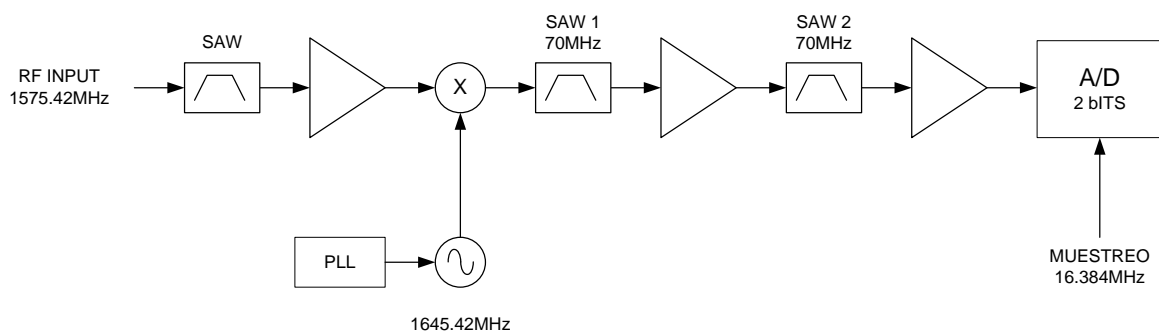 SAW
RF INPUT
1575.42MHz
X
SAW 1
70MHz
SAW 2
70MHz
A/D
2 bITS
PLL
1645.42MHz
MUESTREO
16.384MHz